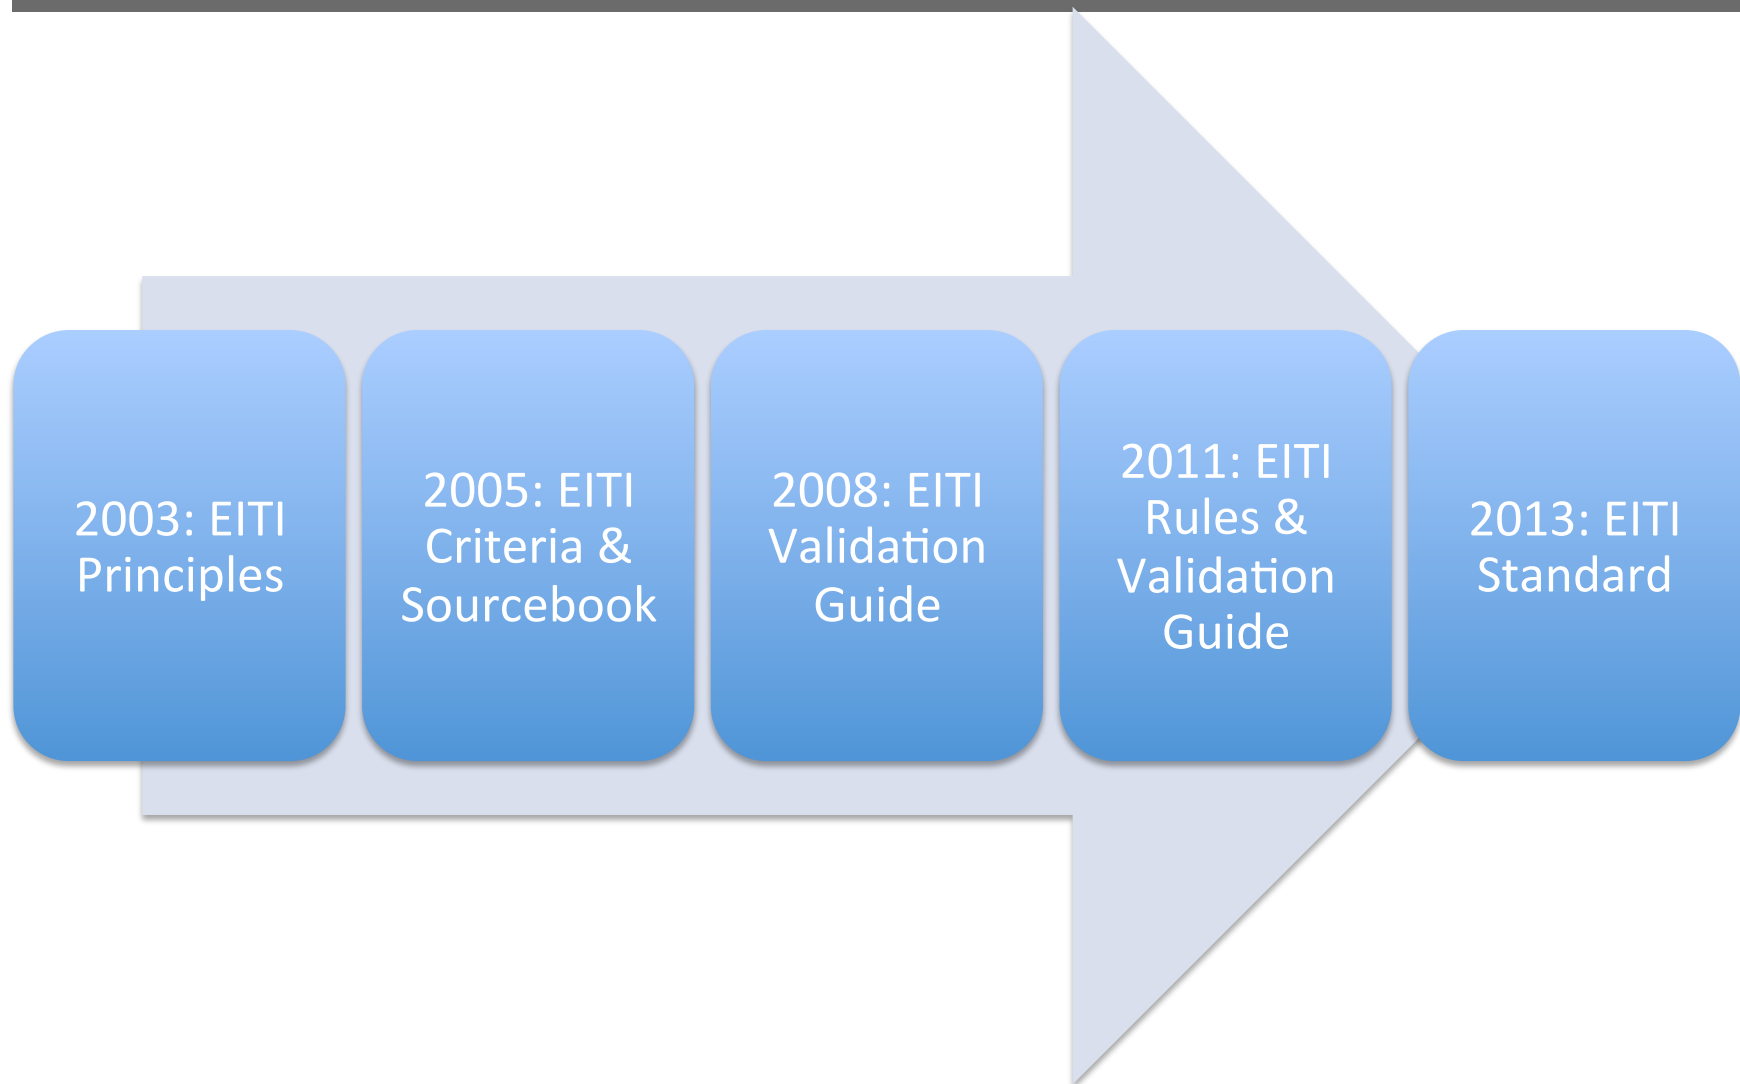 2003: EITI
Principles
2005: EITI
Criteria &
Sourcebook
2008: EITI
Validation
Guide
2011: EITI
Rules &
Validation
Guide
2013: EITI
Standard